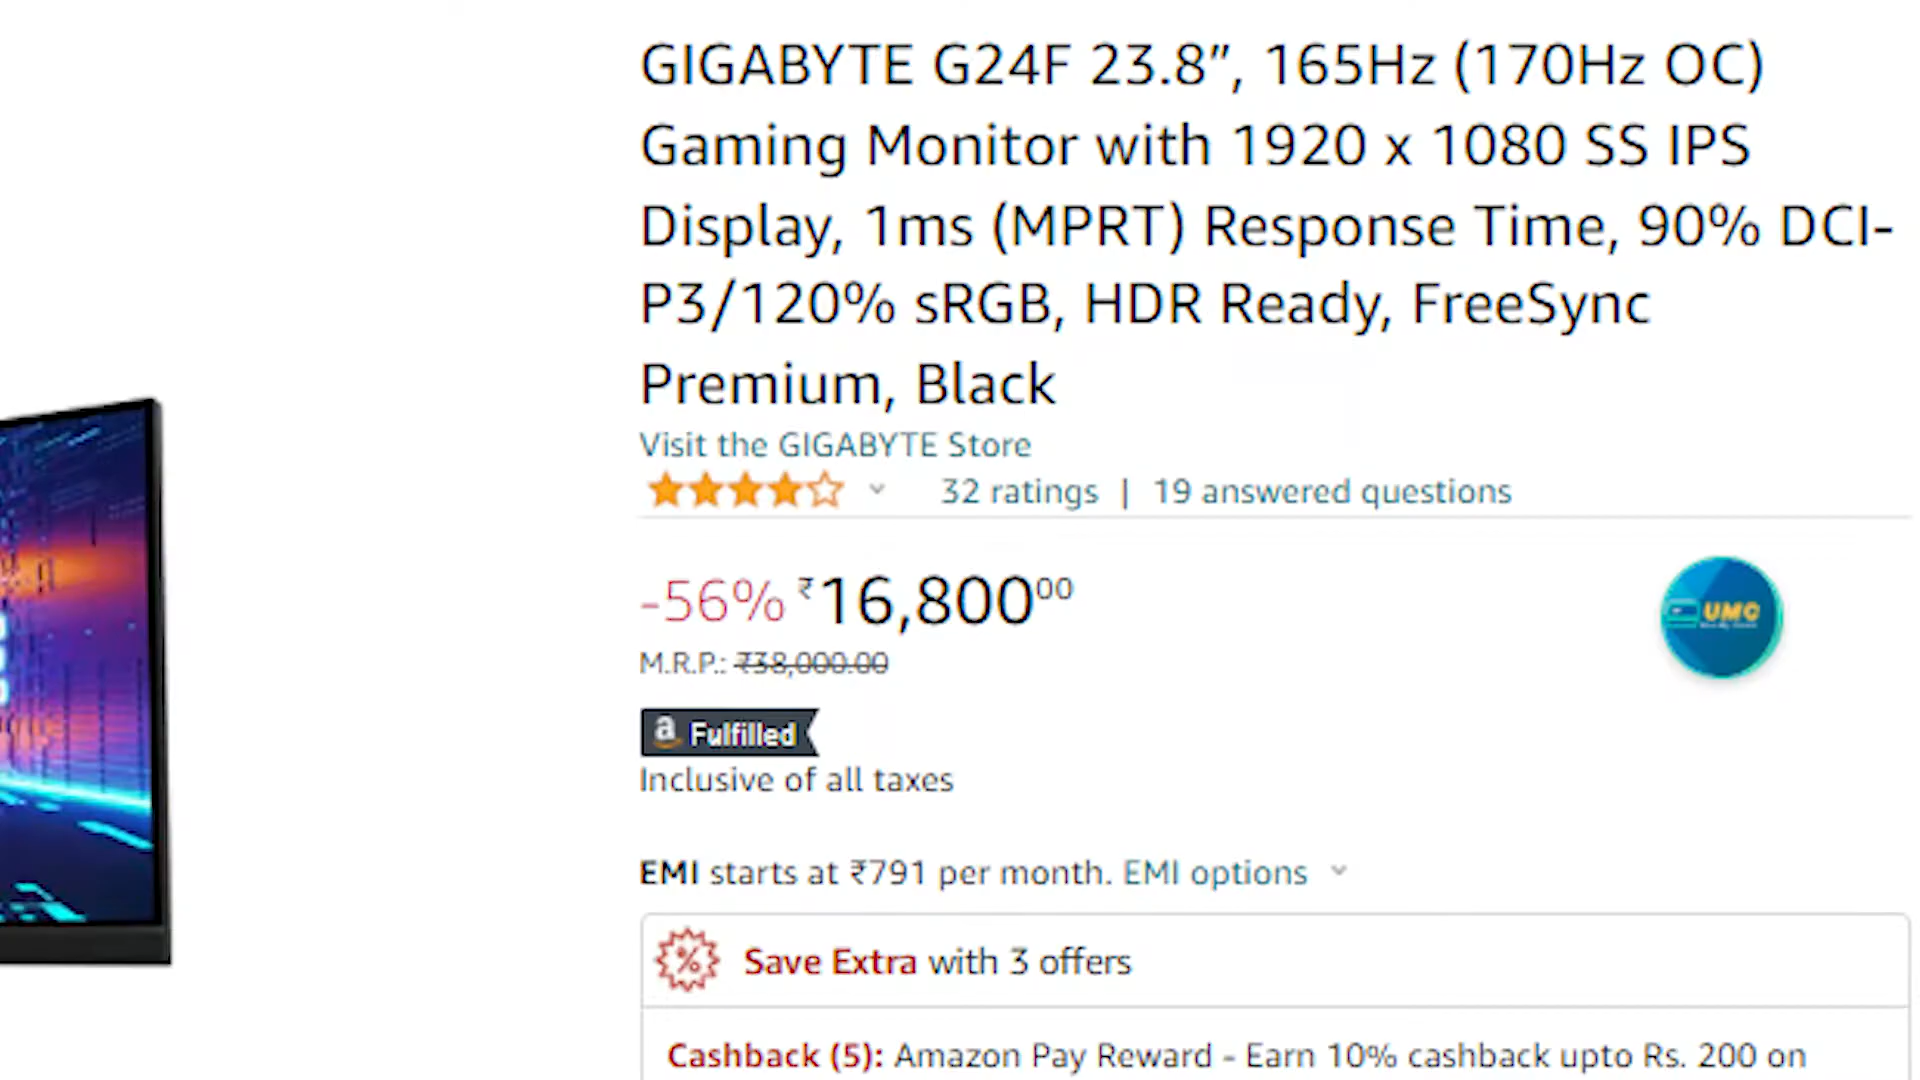 GIGABYTE G24F 23.8”, 165Hz (170Hz OC)
Gaming Monitor with 1920 x 1080 SS IPS
Display, 1ms (MPRT) Response Time, 90% DCI-
P3/120% sRGB, HDR Ready, FreeSync
Premium, Black
Visit the GIGABYTE Store
32 ratings | 19 answered questions
-56% ₹16,80000
M.R.P.: ₹38,000.00
UMC
a Fulfilled
Inclusive of all taxes
EMI starts at ₹791 per month. EMI options
% Save Extra with 3 offers
Cashback (5): Amazon Pay Reward - Earn 10% cashback upto Rs. 200 on